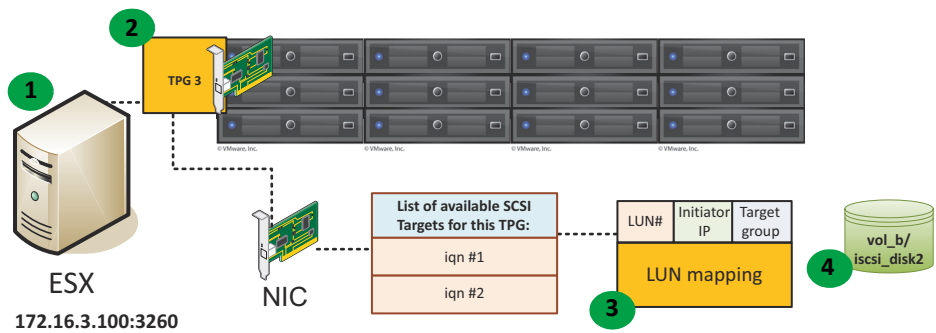 2
1
TPG 3
© VMware, Inc.
© VMware, Inc.
© VMware, Inc.
© VMware, Inc.
ESX
172.16.3.100:3260
NIC
List of available SCSI
Targets for this TPG:
iqn #1
iqn #2
LUN#
Initiator
IP
Target
group
LUN mapping
3
vol_b/
iscsi_disk2
4